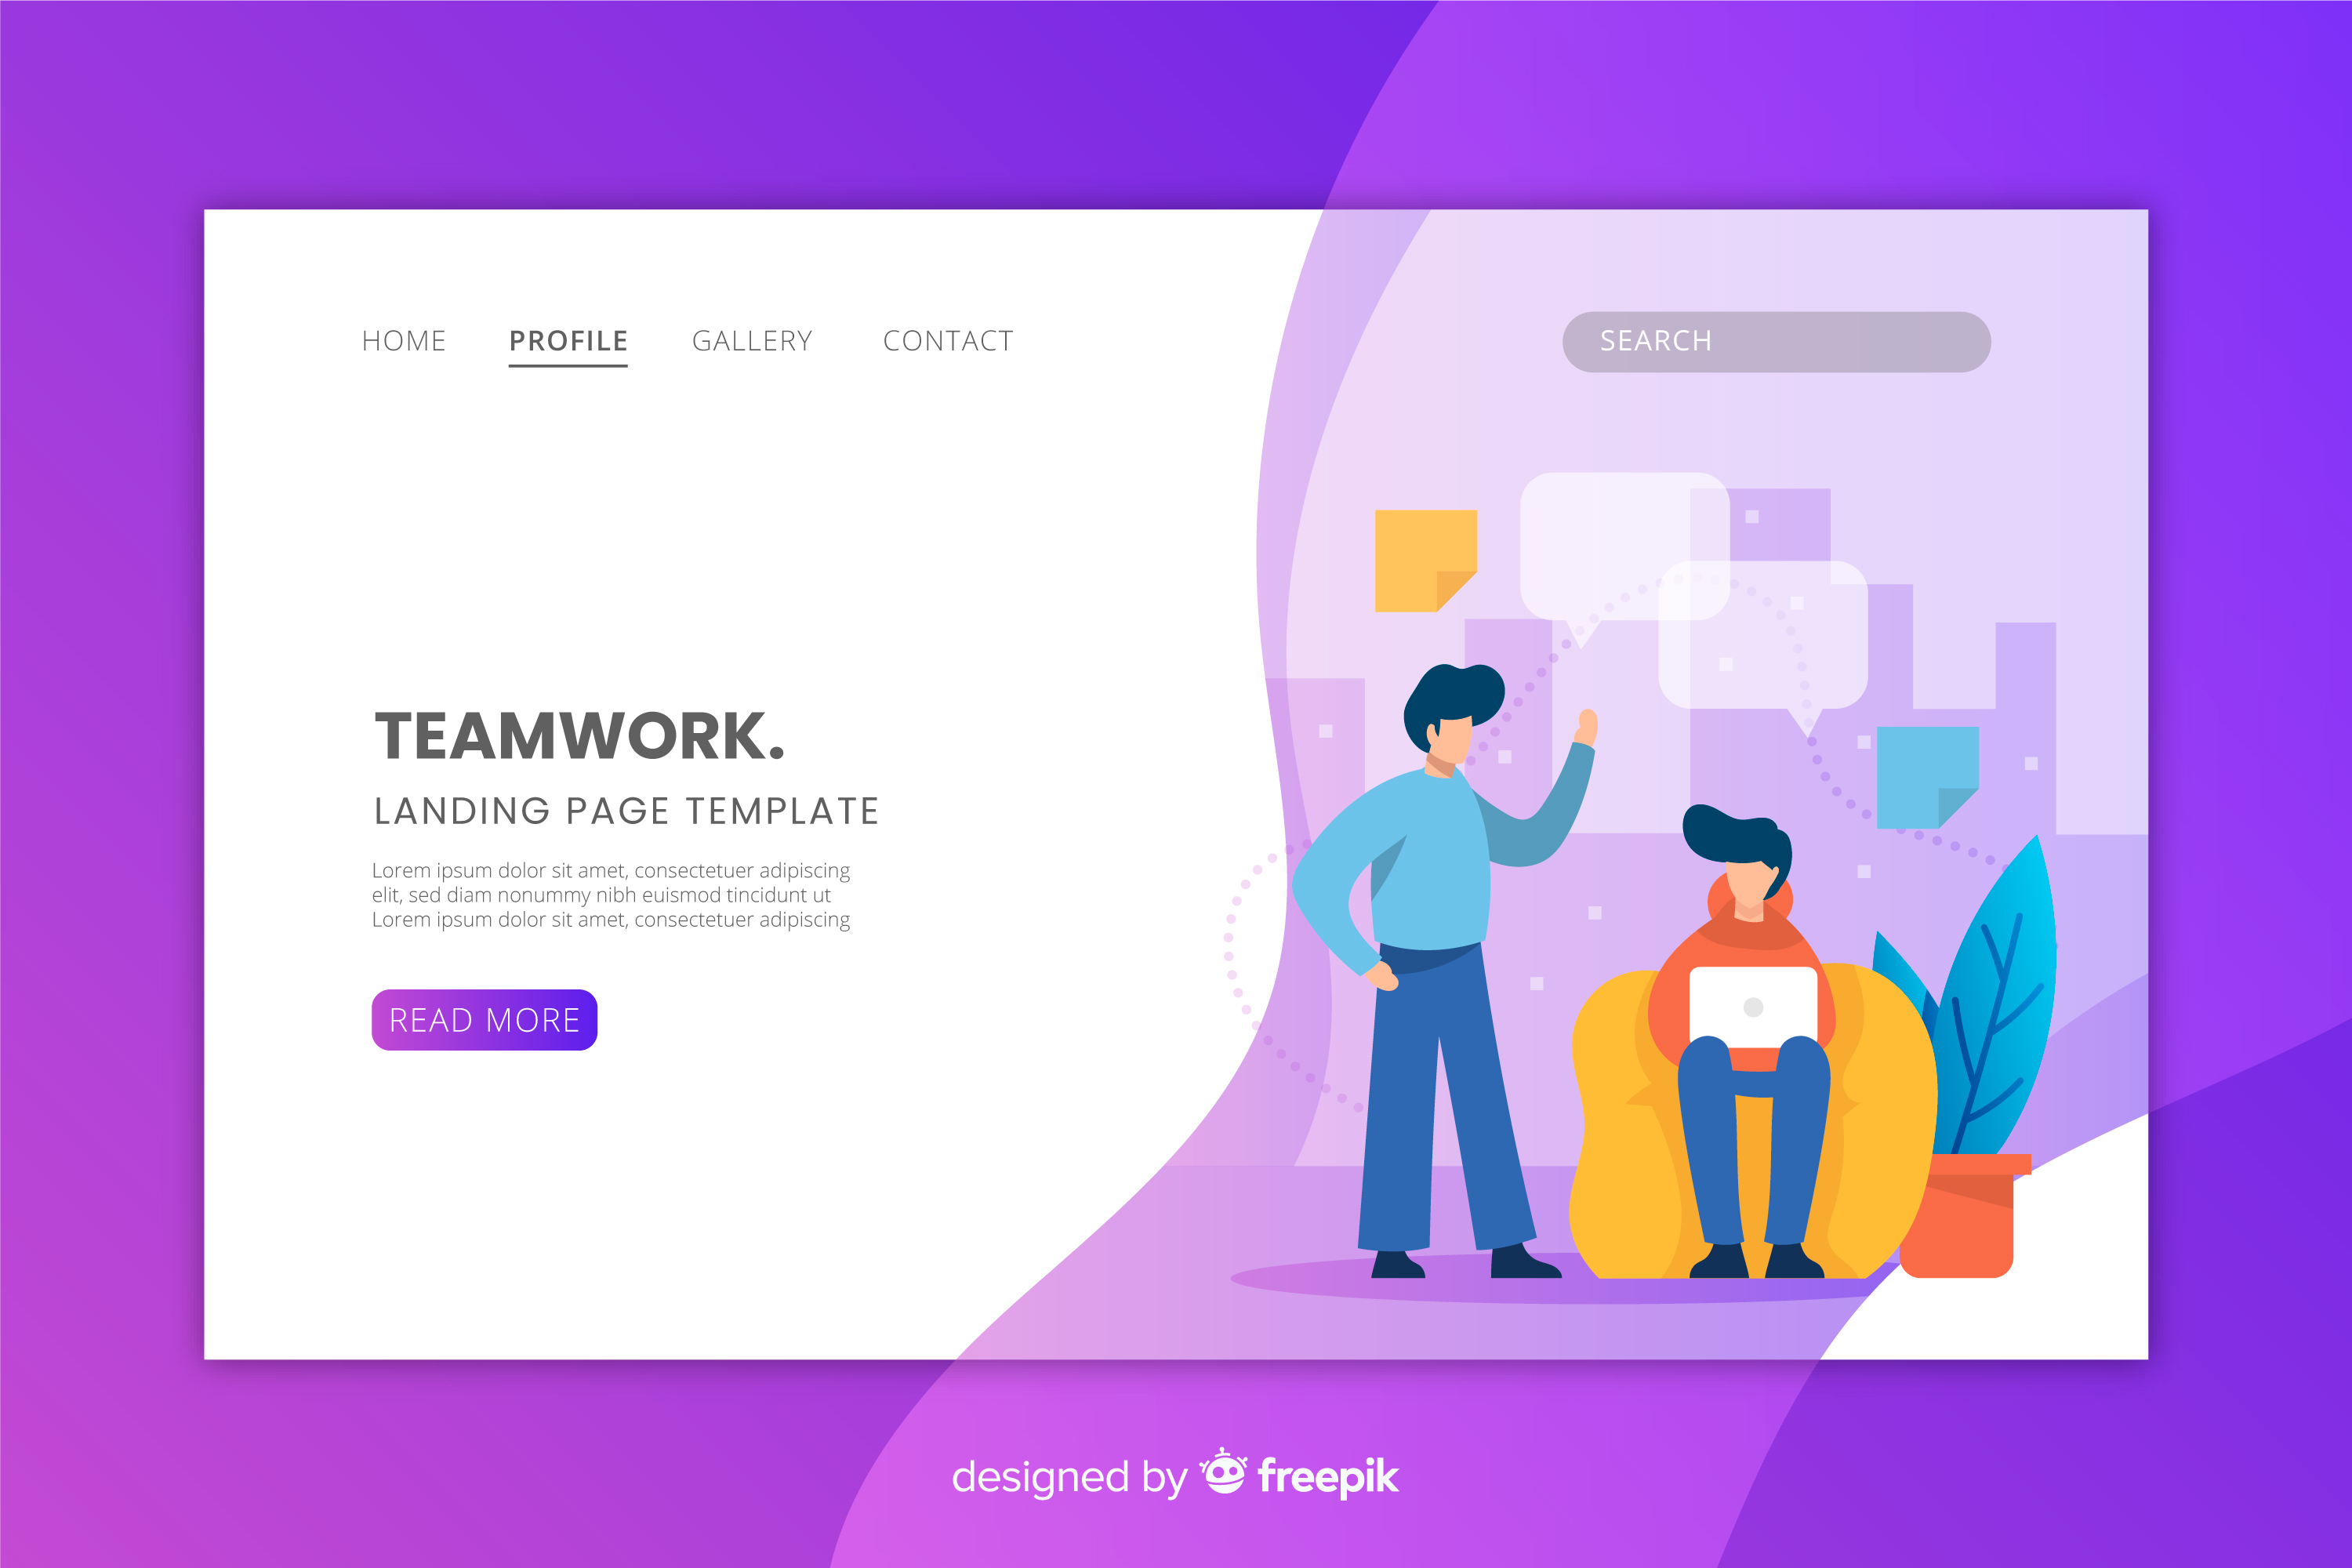 HOME PROFILE GALLERY CONTACT SEARCH
TEAMWORK.
LANDING PAGE TEMPLATE
Lorem ipsum dolor sit amet, consectetuer adipiscing
elit, sed diam nonummy nibh euismod tincidunt ut
Lorem ipsum dolor sit amet, consectetuer adipiscing
READ MORE
designed by freepik